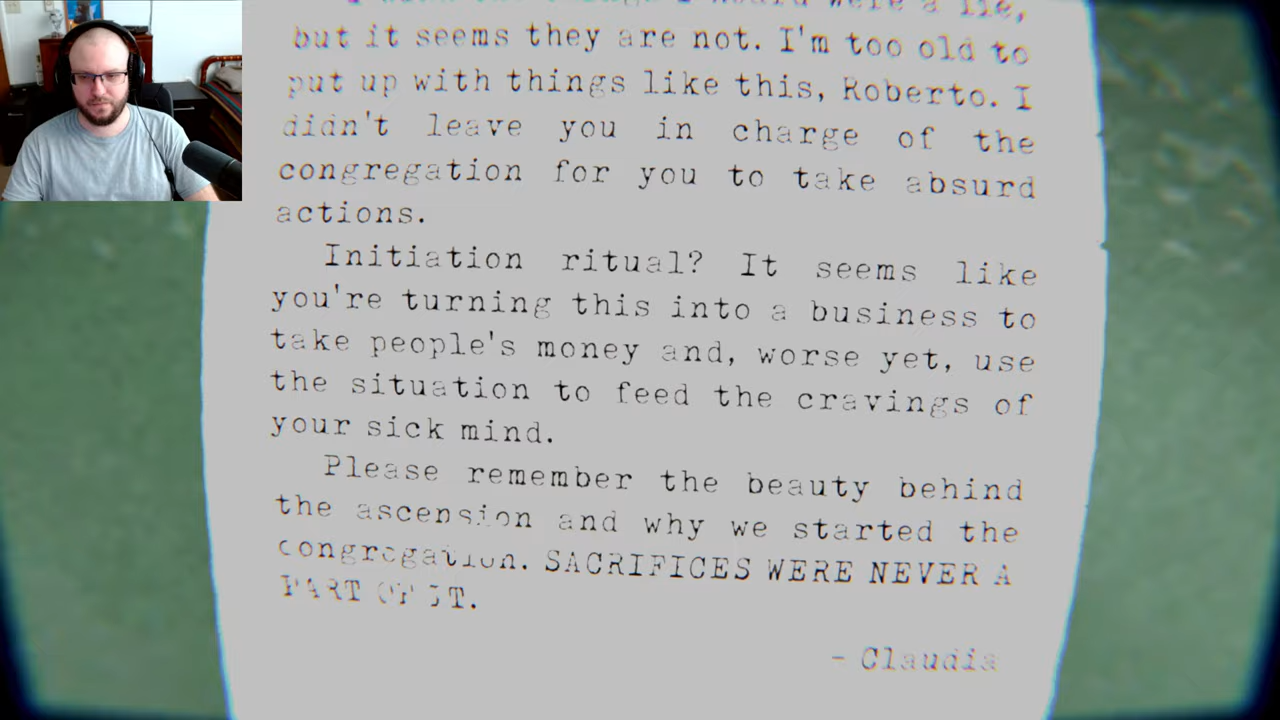 were a lie,
but it seems they are not. I'm too old to
put up with things like this, Roberto. I
didn't leave you in charge of the
congregation for you to take absurd
actions.
Initiation ritual? It seems like
you're turning this into a business to
take people's money and, worse yet, use
the situation to feed the cravings of
your sick mind.
Please remember the beauty behind
the ascension and why we started the
congregation. SACRIFICES WERE NEVER A
PART OF IT.
- Claudia